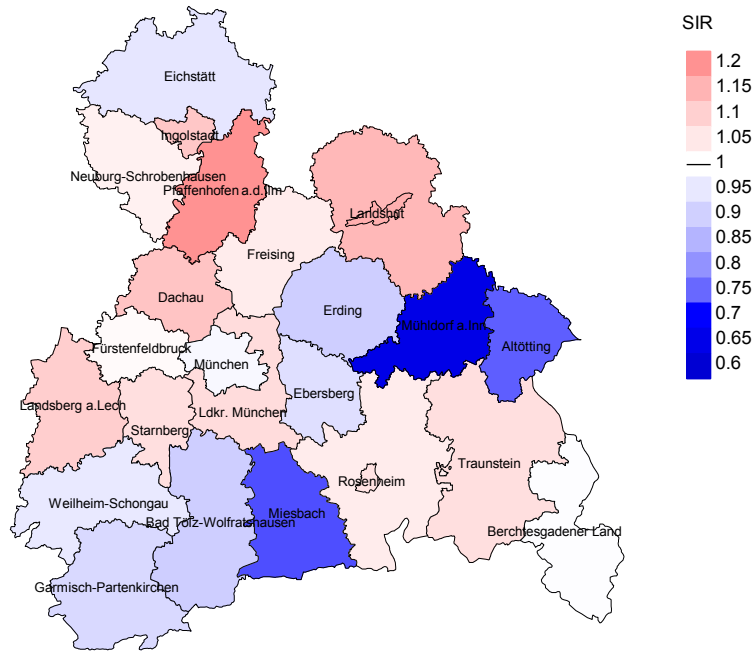 SIR
1.2
1.15
1.1
1.05
1
0.95
0.9
0.85
0.8
0.75
0.7
0.65
0.6
Eichstätt
Ingolstadt
Neuburg-Schrobenhausen
Pfaffenhofen a.d.Ilm
Landshut
Freising
Dachau
Erding
Mühldorf a.Inn
Altötting
Fürstenfeldbruck
München
Ebersberg
Landsberg a.Lech
Ldkr. München
Starnberg
Traunstein
Rosenheim
Weilheim-Schongau
Miesbach
Bad Tölz-Wolfratshausen
Berchtesgadener Land
Garmisch-Partenkirchen